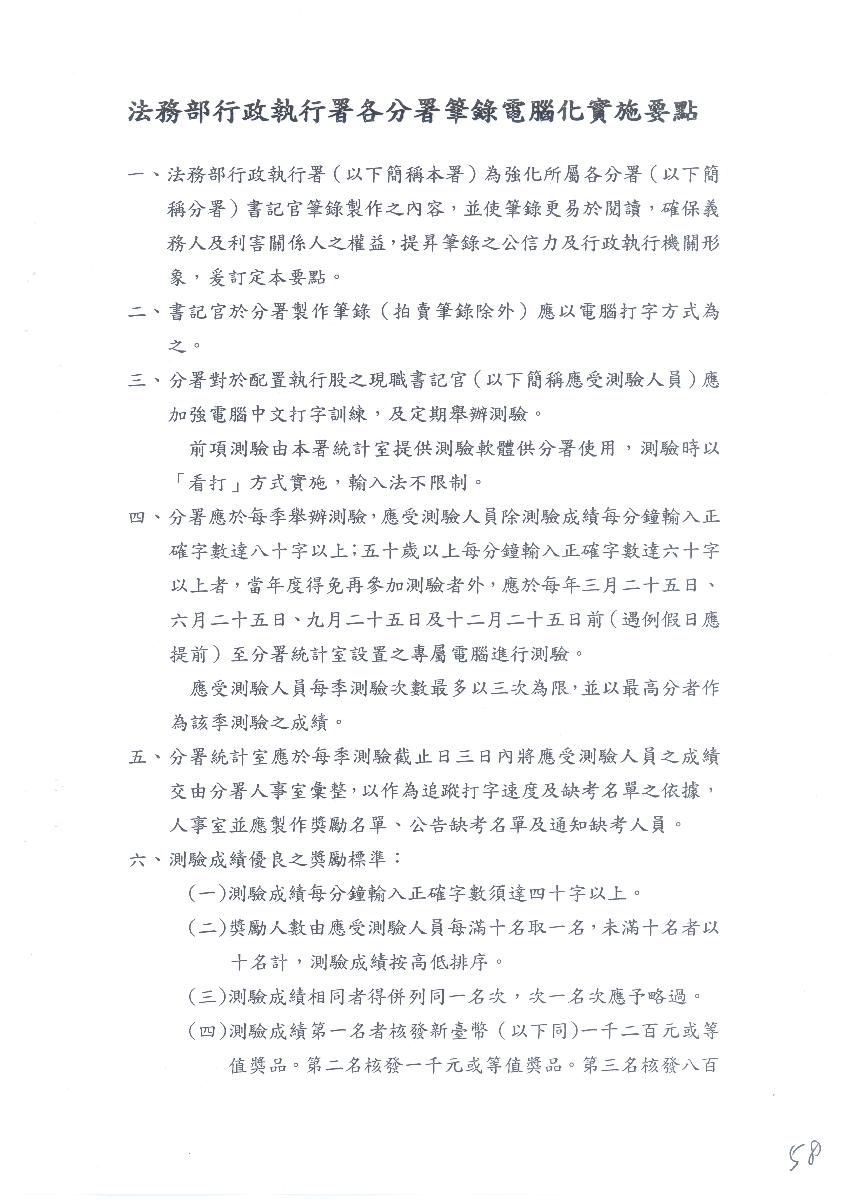 法務部行政執行署各分署筆錄電腦化實施要點
一、法務部行政執行署（以下簡稱本署）為強化所屬各分署（以下簡
稱分署）書記官筆錄製作之內容，並使筆錄更易於閱讀，確保義
務人及利害關係人之權益，提昇筆錄之公信力及行政執行機關形
象，爰訂定本要點。
二、書記官於分署製作筆錄（拍賣筆錄除外）應以電腦打字方式為
之。
三、分署對於配置執行股之現職書記官（以下簡稱應受測驗人員）應
加強電腦中文打字訓練，及定期舉辦測驗。
前項測驗由本署統計室提供測驗軟體供分署使用，測驗時以
「看打」方式實施，輸入法不限制。
四、分署應於每季舉辦測驗，應受測驗人員除測驗成績每分鐘輸入正
確字數達八十字以上；五十歲以上每分鐘輸入正確字數達六十字
以上者，當年度得免再參加測驗者外，應於每年三月二十五日、
六月二十五日、九月二十五日及十二月二十五日前（遇例假日應
提前）至分署統計室設置之專屬電腦進行測驗。
應受測驗人員每季測驗次數最多以三次為限，並以最高分者作
為該季測驗之成績。
五、分署統計室應於每季測驗截止日三日內將應受測驗人員之成績
交由分署人事室彙整，以作為追蹤打字速度及缺考名單之依據，
人事室並應製作獎勵名單、公告缺考名單及通知缺考人員。
六、測驗成績優良之獎勵標準：
(一)測驗成績每分鐘輸入正確字數須達四十字以上。
(二)獎勵人數由應受測驗人員每滿十名取一名，未滿十名者以
十名計，測驗成績按高低排序。
(三)測驗成績相同者得併列同一名次，次一名次應予略過。
(四)測驗成績第一名者核發新臺幣（以下同)一千二百元或等
值獎品。第二名核發一千元或等值獎品。第三名核發八百
58